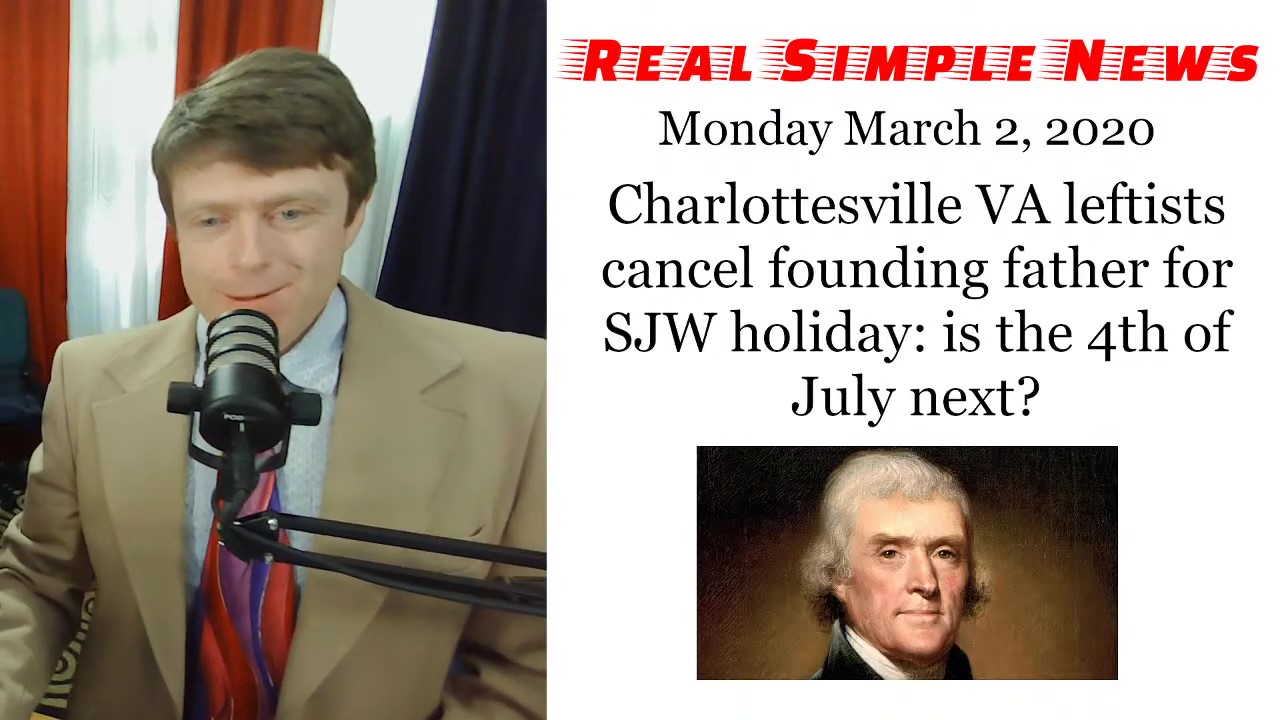 Real Simple News
Monday March 2, 2020
Charlottesville VA leftists
cancel founding father for
SJW holiday: is the 4th of
July next?